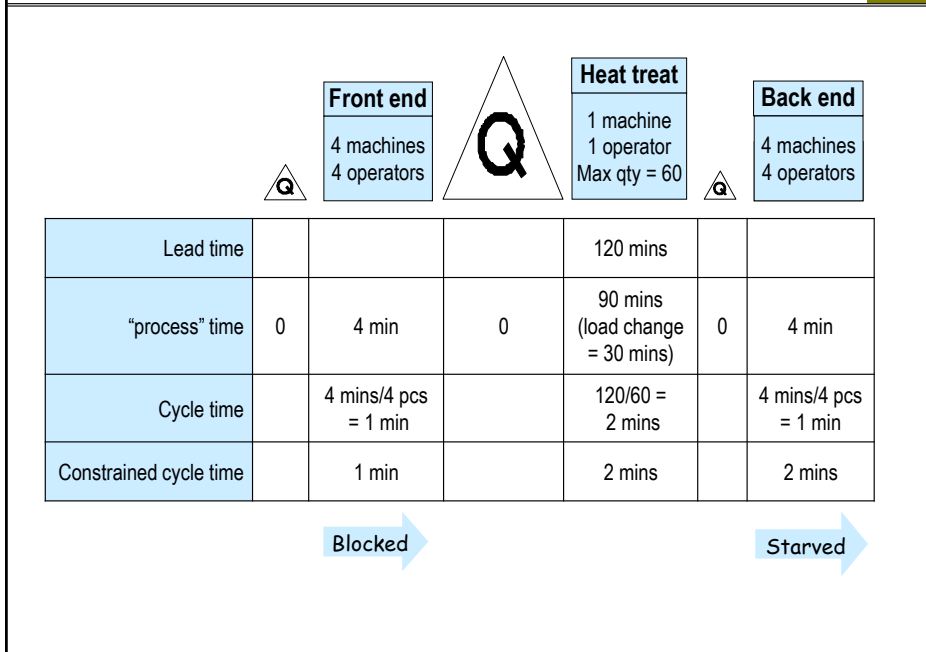 Front end
4 machines
4 operators
Heat treat
1 machine
1 operator
Max qty = 60
Back end
4 machines
4 operators
Q
Q
Q
Lead time
120 mins
“process” time
0
4 min
0
90 mins
(load change
= 30 mins)
0
4 min
Cycle time
4 mins/4 pcs
= 1 min
120/60 =
2 mins
4 mins/4 pcs
= 1 min
Constrained cycle time
1 min
2 mins
2 mins
Blocked
Starved